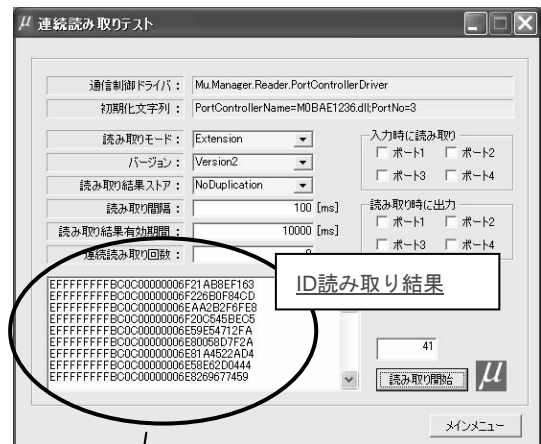 μ 連続読み取りテスト
通信制御ドライバ： Mu.Manager.Reader.PortControllerDriver
初期化文字列： PortControllerName=M0BAE1236.dll;PortNo=3
読み取りモード： Extension
バージョン： Version2
読み取り結果ストア： NoDuplication
読み取り間隔： 100 [ms]
読み取り結果有効期間： 10000 [ms]
連続読み取り回数：
入力時に読み取り
ポート1 ポート2
ポート3 ポート4
読み取り時に出力
ポート1 ポート2
ポート3 ポート4
ID読み取り結果
EFFFFFFFFBC0C00000006F21AB8EF163
EFFFFFFFFBC0C00000006F226B0F84CD
EFFFFFFFFBC0C00000006EAA2B2F6FE8
EFFFFFFFFBC0C00000006F20C545BEC5
EFFFFFFFFBC0C00000006E59E54712FA
EFFFFFFFFBC0C00000006E80058D7F2A
EFFFFFFFFBC0C00000006E81A4522AD4
EFFFFFFFFBC0C00000006E58E62D0444
EFFFFFFFFBC0C00000006E8269677459
41
読み取り開始 μ
メインメニュー